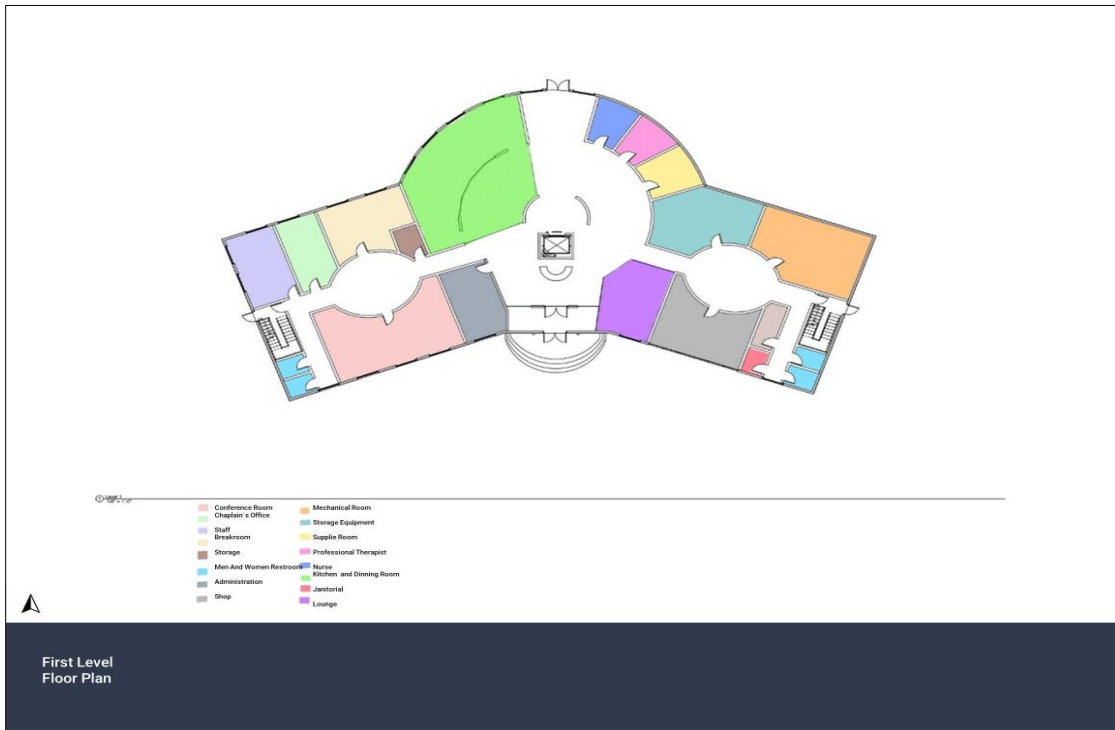 Conference Room
Chaplain's Office
Staff
Breakroom
Storage
Men And Women Restroom
Administration
Shop
Mechanical Room
Storage Equipment
Supplie Room
Professional Therapist
Nurse
Kitchen and Dinning Room
Janitorial
Lounge
First Level
Floor Plan